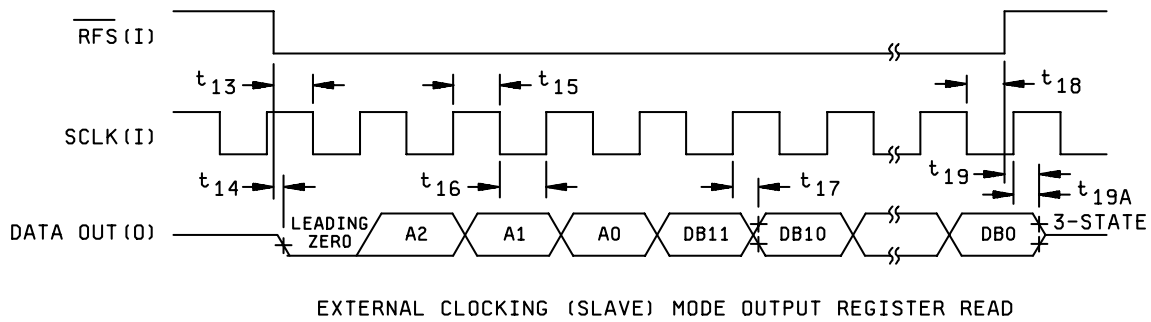 RFS(I)
t13
t15
t18
SCLK(I)
t14
t16
t17
t19
t19A
DATA OUT(O)
LEADING
ZERO
A2
A1
A0
DB11
DB10
DB0
3-STATE
EXTERNAL CLOCKING (SLAVE) MODE OUTPUT REGISTER READ